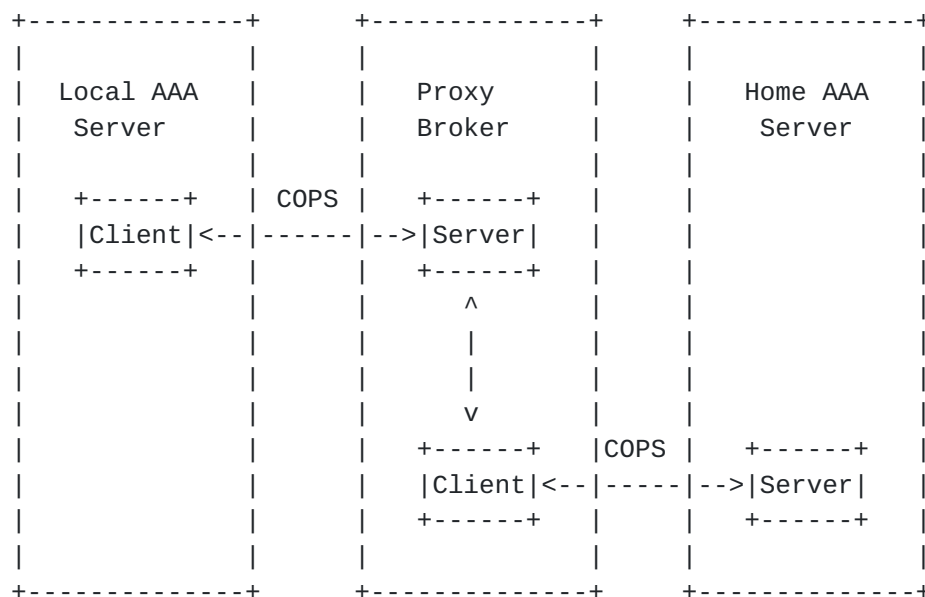 +--------------+ +--------------+ +--------------+
| | | | | |
| Local AAA | | Proxy | | Home AAA |
| Server | | Broker | | Server |
| | | | | |
| +------+ | COPS | +------+ | | |
| |Client|<--|------|-->|Server| | | |
| +------+ | | +------+ | | |
| | | ^ | | |
| | | | | | |
| | | | | | |
| | | v | | |
| | | +------+ |COPS | +------+ |
| | | |Client|<--|-----|-->|Server| |
| | | +------+ | | +------+ |
| | | | | |
+--------------+ +--------------+ +--------------+